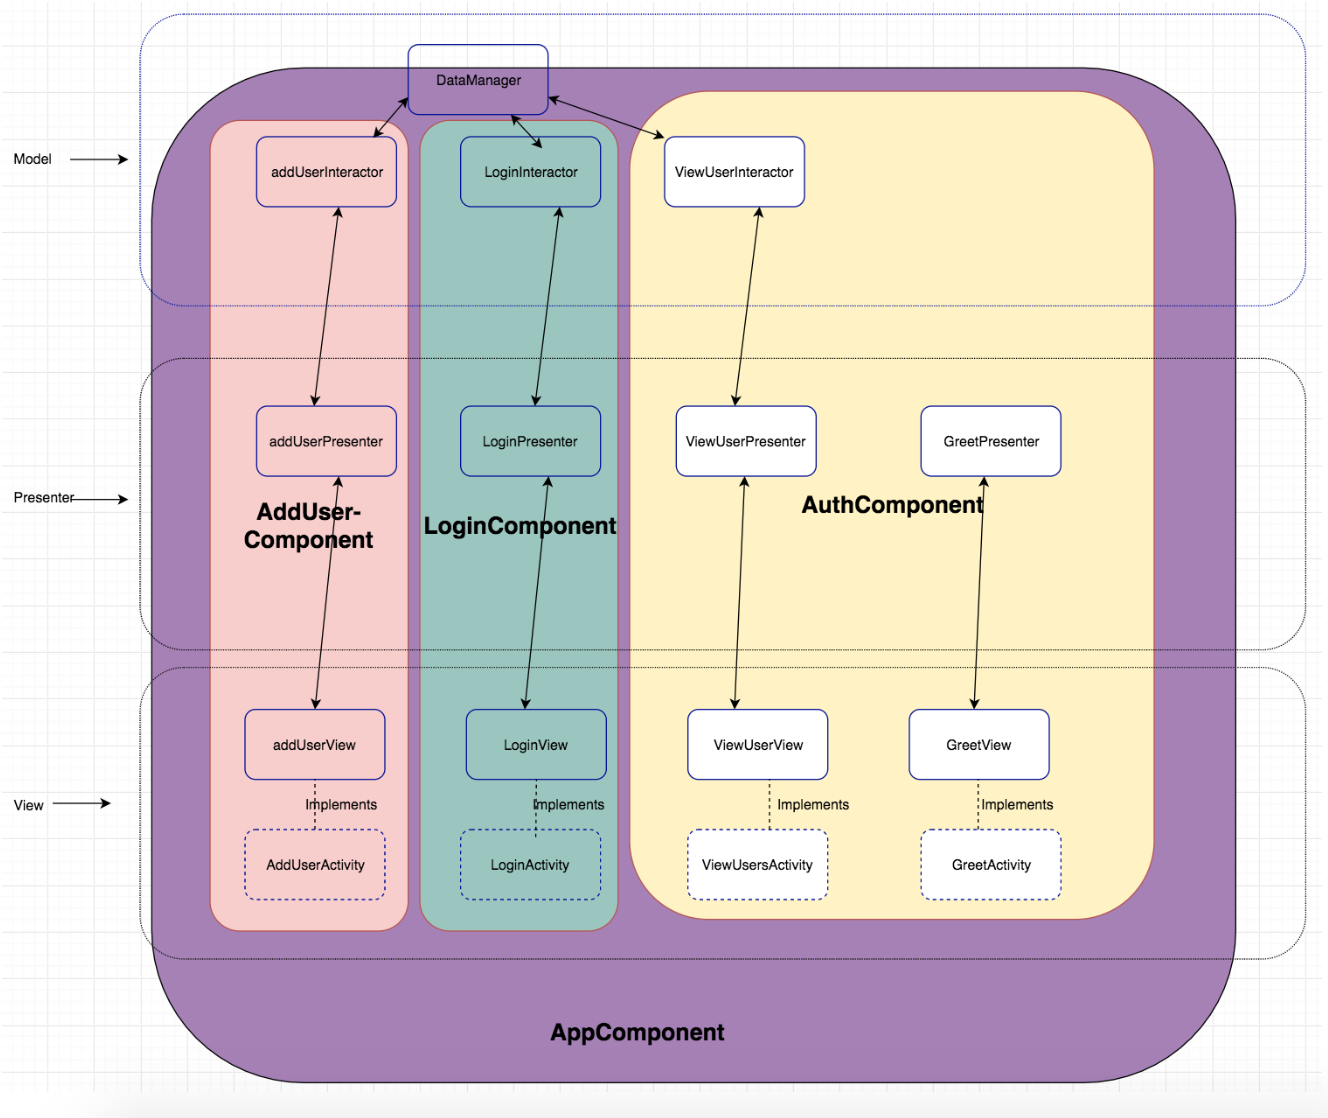 DataManager
Model
addUserInteractor
LoginInteractor
ViewUserInteractor
addUserPresenter
LoginPresenter
ViewUserPresenter
GreetPresenter
Presenter
AddUser-
Component
LoginComponent
AuthComponent
addUserView
LoginView
ViewUserView
GreetView
View
Implements
Implements
Implements
Implements
AddUserActivity
LoginActivity
ViewUsersActivity
GreetActivity
AppComponent